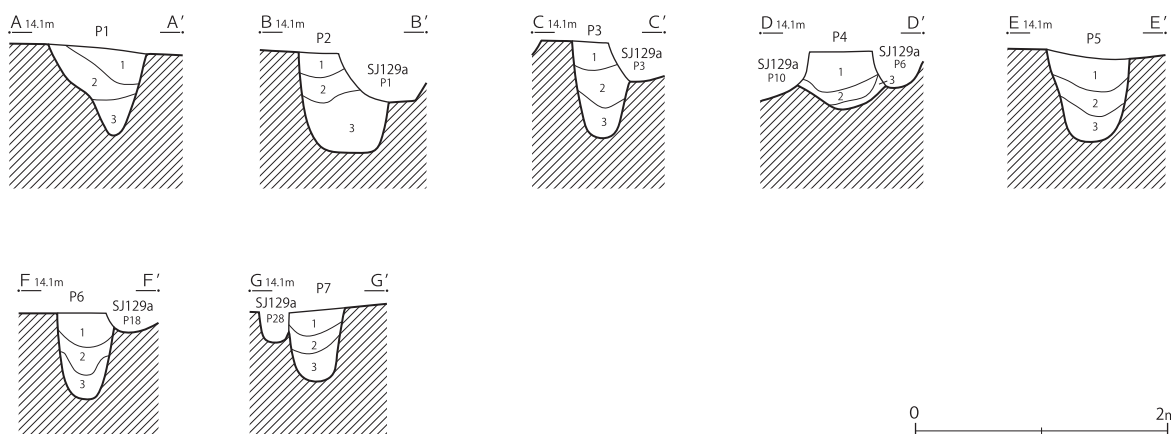 A 14.1m P1 A′
1
2
3
B 14.1m P2 B′
SJ129a
P1
1
2
3
C 14.1m P3 C′
SJ129a
P3
1
2
3
D 14.1m P4 D′
SJ129a
P10
SJ129a
P6
1
2
3
E 14.1m P5 E′
1
2
3
F 14.1m P6 F′
SJ129a
P18
1
2
3
G 14.1m P7 G′
SJ129a
P28
1
2
3
0 2m